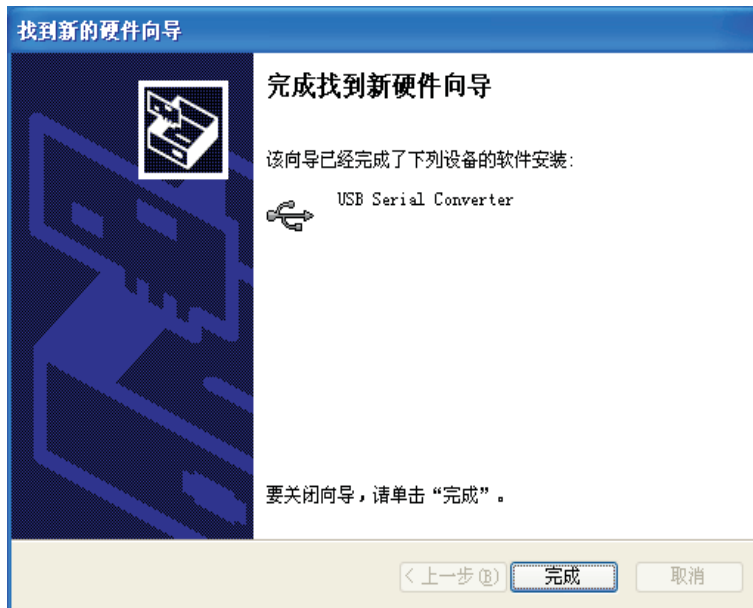 找到新的硬件向导
完成找到新硬件向导
该向导已经完成了下列设备的软件安装:
USB Serial Converter
要关闭向导，请单击“完成”。
< 上一步(B)
完成
取消